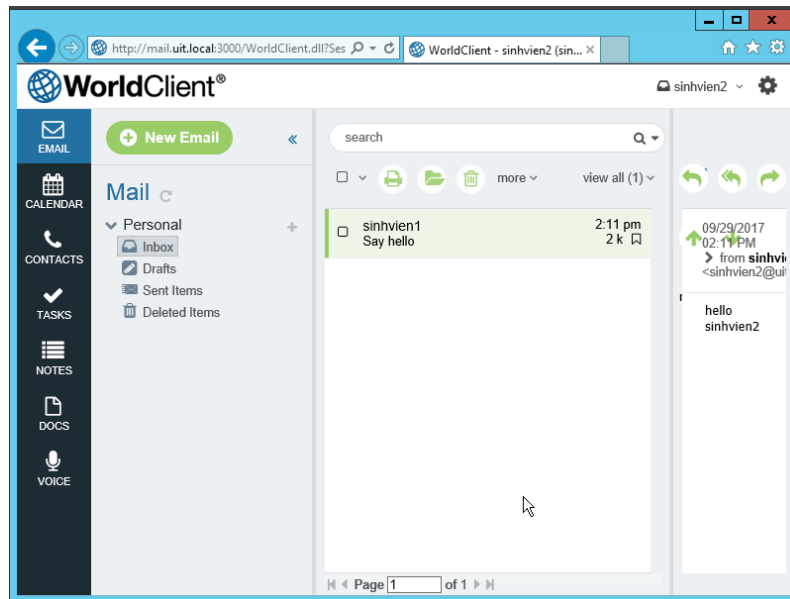 http://mail.uit.local:3000/WorldClient.dll?Ses
WorldClient - sinhvien2 (sin...
WorldClient®
sinhvien2
EMAIL
CALENDAR
CONTACTS
TASKS
NOTES
DOCS
VOICE
New Email
«
Mail
Personal
Inbox
Drafts
Sent Items
Deleted Items
search
more
view all (1)
sinhvien1 2:11 pm
Say hello 2 k
Page 1 of 1
09/29/2017
02:11 PM
from sinhvi
<sinhvien2@uit
hello
sinhvien2